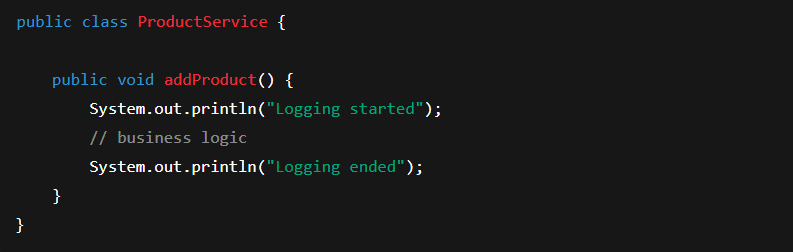 public class ProductService {
public void addProduct() {
System.out.println("Logging started");
// business logic
System.out.println("Logging ended");
}
}